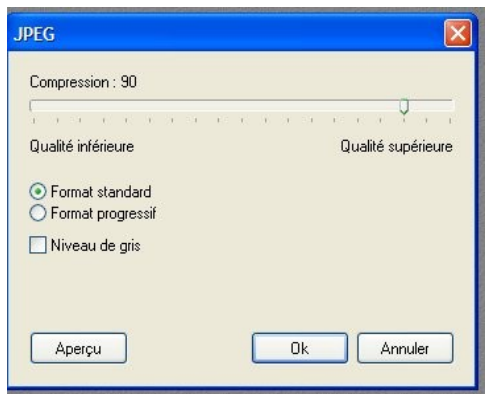 JPEG
Compression : 90
Qualité inférieure Qualité supérieure
Format standard
Format progressif
Niveau de gris
Aperçu Ok Annuler